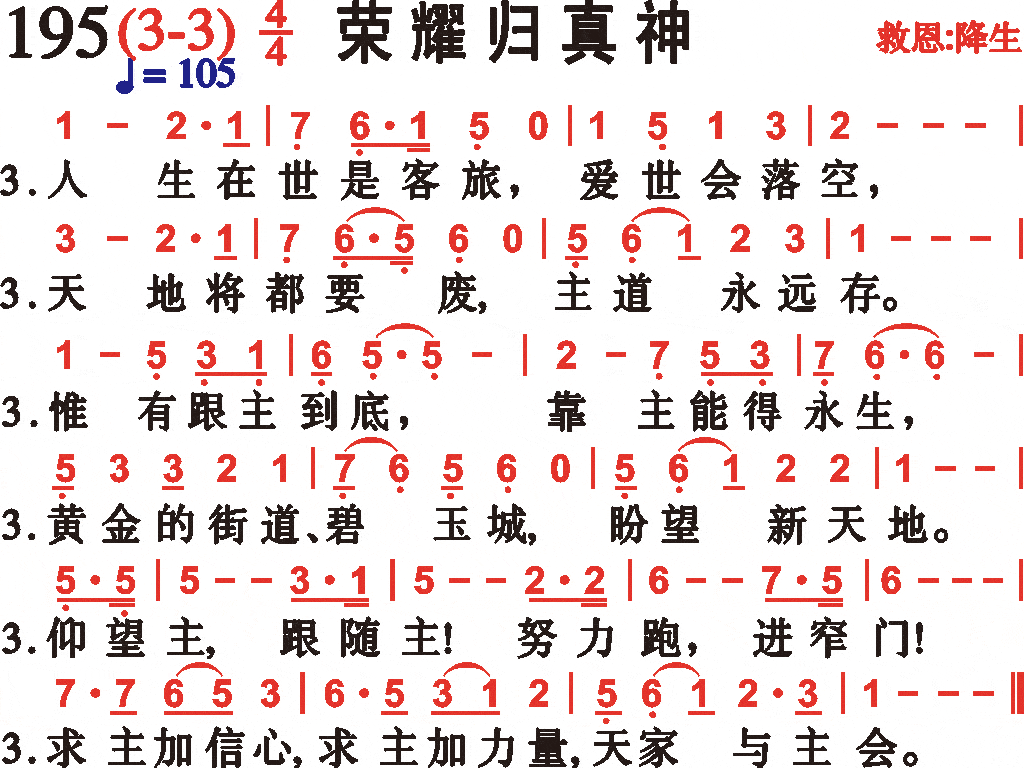 195(3-3) 4/4 荣耀归真神 救恩:降生
♩=105
1 - 2·1 | 7 6·1 5 0 | 1 5 1 3 | 2 - - - |
3.人 生在世是客旅，爱世会落空，
3 - 2·1 | 7 6·5 6 0 | 5 6 1 2 3 | 1 - - - |
3.天 地将都要 废, 主道 永远存。
1 - 5 3 1 | 6 5·5 - | 2 - 7 5 3 | 7 6·6 - |
3.惟 有跟主到底， 靠 主能得永生，
5 3 3 2 1 | 7 6 5 6 0 | 5 6 1 2 2 | 1 - - |
3.黄金的街道、碧 玉城, 盼望 新天地。
5·5 | 5 - - 3·1 | 5 - - 2·2 | 6 - - 7·5 | 6 - - - |
3.仰望主, 跟随主! 努力跑， 进窄门!
7·7 6 5 3 | 6·5 3 1 2 | 5 6 1 2·3 | 1 - - - ‖
3.求主加信心,求主加力量,天家 与主会。